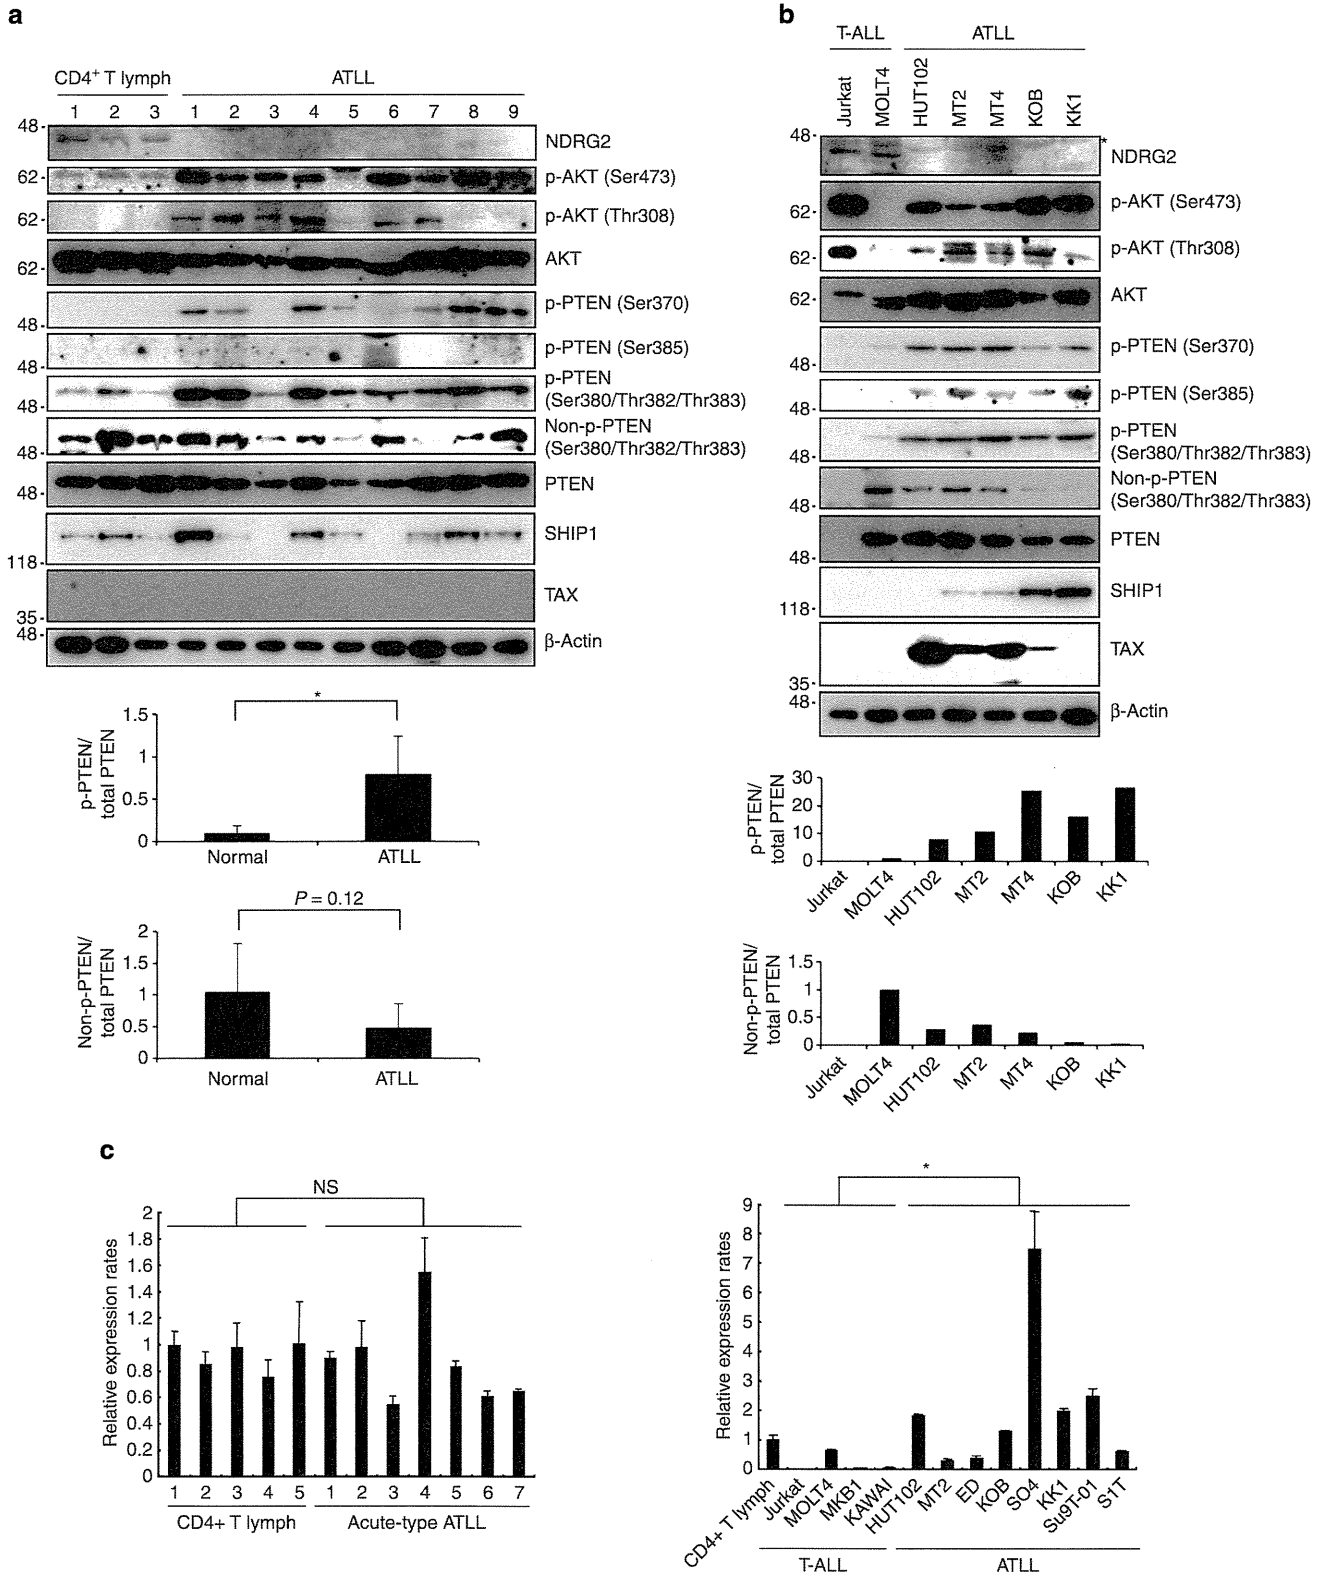 a
CD4+ T lymph
ATLL
1 2 3 1 2 3 4 5 6 7 8 9
48
NDRG2
62
p-AKT (Ser473)
62
p-AKT (Thr308)
62
AKT
48
p-PTEN (Ser370)
48
p-PTEN (Ser385)
48
p-PTEN
(Ser380/Thr382/Thr383)
48
Non-p-PTEN
(Ser380/Thr382/Thr383)
48
PTEN
118
SHIP1
35
TAX
48
β-Actin
*
p-PTEN/
total PTEN
1.5
1
0.5
0
Normal ATLL
P = 0.12
Non-p-PTEN/
total PTEN
2
1.5
1
0.5
0
Normal ATLL
b
T-ALL ATLL
Jurkat MOLT4 HUT102 MT2 MT4 KOB KK1
48
*
NDRG2
62
p-AKT (Ser473)
62
p-AKT (Thr308)
62
AKT
48
p-PTEN (Ser370)
48
p-PTEN (Ser385)
48
p-PTEN
(Ser380/Thr382/Thr383)
48
Non-p-PTEN
(Ser380/Thr382/Thr383)
48
PTEN
118
SHIP1
35
TAX
48
β-Actin
p-PTEN/
total PTEN
30
20
10
0
Jurkat MOLT4 HUT102 MT2 MT4 KOB KK1
Non-p-PTEN/
total PTEN
1.5
1
0.5
0
Jurkat MOLT4 HUT102 MT2 MT4 KOB KK1
c
NS
Relative expression rates
2
1.8
1.6
1.4
1.2
1
0.8
0.6
0.4
0.2
0
1 2 3 4 5 1 2 3 4 5 6 7
CD4+ T lymph Acute-type ATLL
*
Relative expression rates
9
8
7
6
5
4
3
2
1
0
CD4+ T lymph Jurkat MOLT4 MKB1 KAWAI HUT102 MT2 ED KOB SO4 KK1 Su9T-01 S1T
T-ALL ATLL